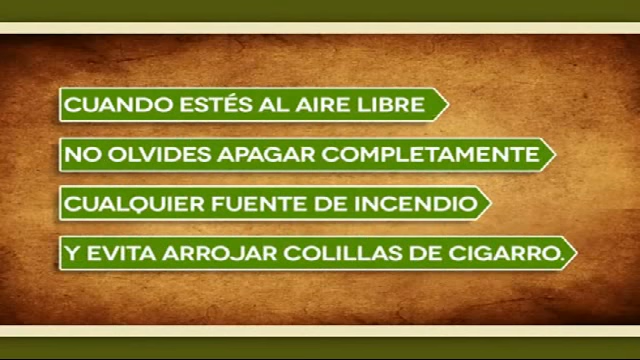 CUANDO ESTÉS AL AIRE LIBRE
NO OLVIDES APAGAR COMPLETAMENTE
CUALQUIER FUENTE DE INCENDIO
Y EVITA ARROJAR COLILLAS DE CIGARRO.